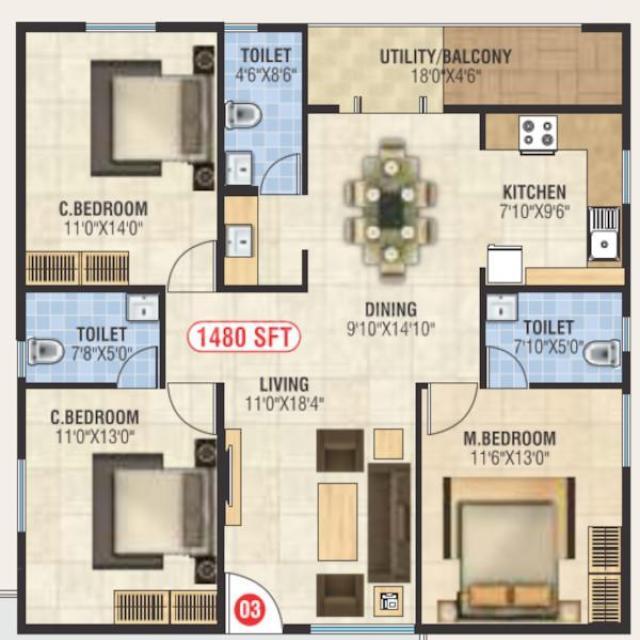 TOILET
4'6"X8'6"
UTILITY/BALCONY
18'0"X4'6"
C.BEDROOM
11'0"X14'0"
KITCHEN
7'10"X9'6"
DINING
9'10"X14'10"
1480 SFT
TOILET
7'8"X5'0"
TOILET
7'10"X5'0"
LIVING
11'0"X18'4"
C.BEDROOM
11'0"X13'0"
M.BEDROOM
11'6"X13'0"
03